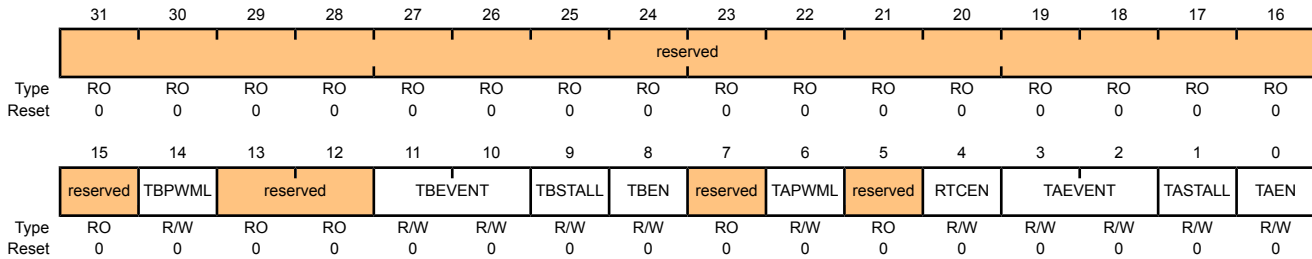 31 30 29 28 27 26 25 24 23 22 21 20 19 18 17 16
reserved
Type RO RO RO RO RO RO RO RO RO RO RO RO RO RO RO RO
Reset 0 0 0 0 0 0 0 0 0 0 0 0 0 0 0 0
15 14 13 12 11 10 9 8 7 6 5 4 3 2 1 0
reserved TBPWML reserved TBEVENT TBSTALL TBEN reserved TAPWML reserved RTCEN TAEVENT TASTALL TAEN
Type RO R/W RO RO R/W R/W R/W R/W RO R/W RO R/W R/W R/W R/W R/W
Reset 0 0 0 0 0 0 0 0 0 0 0 0 0 0 0 0